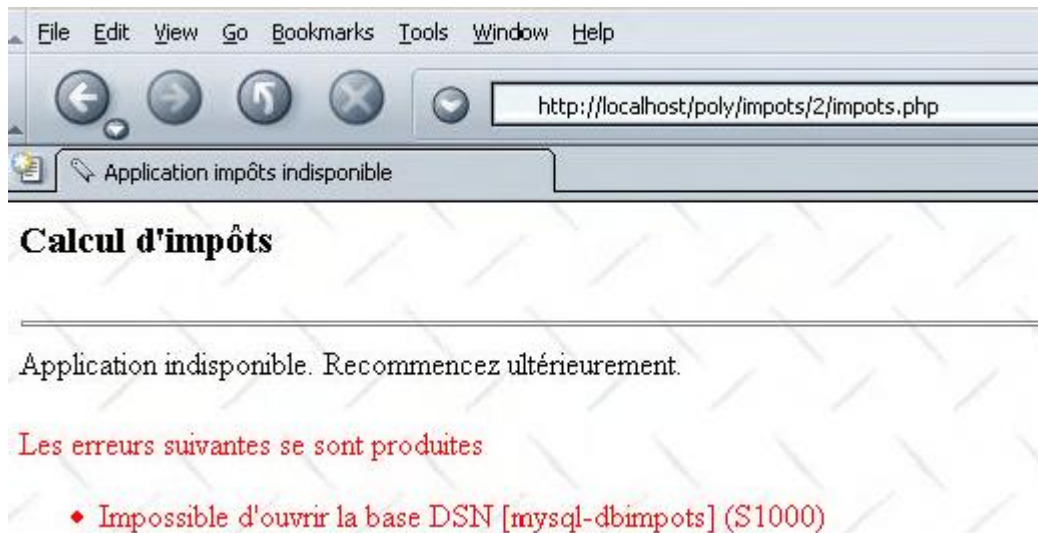 File Edit View Go Bookmarks Tools Window Help
http://localhost/poly/impots/2/impots.php
Application impôts indisponible
Calcul d'impôts
Application indisponible. Recommencez ultérieurement.
Les erreurs suivantes se sont produites
• Impossible d'ouvrir la base DSN [mysql-dbimpots] (S1000)